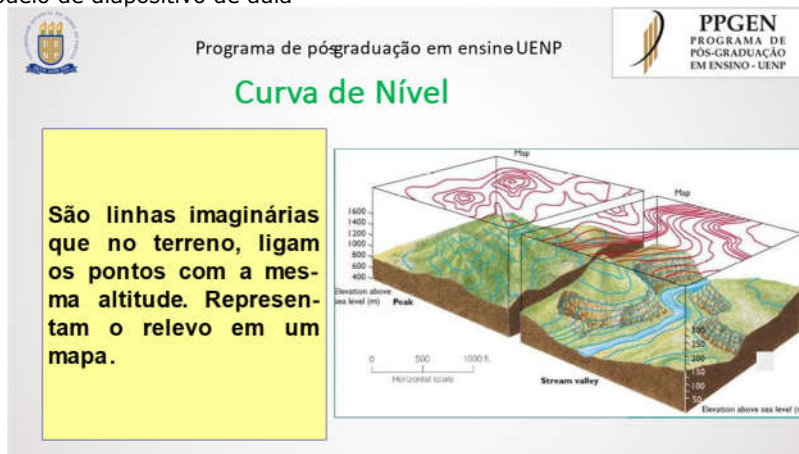 de diapositivo de aula
Programa de pósgraduação em ensino UENP
PPGEN
PROGRAMA DE
PÓS-GRADUAÇÃO
EM ENSINO - UENP
Curva de Nível
São linhas imaginárias
que no terreno, ligam
os pontos com a mes-
ma altitude. Represen-
tam o relevo em um
mapa.
Map
Map
1600
1400
1200
1000
800
600
400
Elevation above
sea level (m)
Peak
0 500 1000 ft.
Horizontal scale
Stream valley
300
250
200
150
100
50
Elevation above sea level (